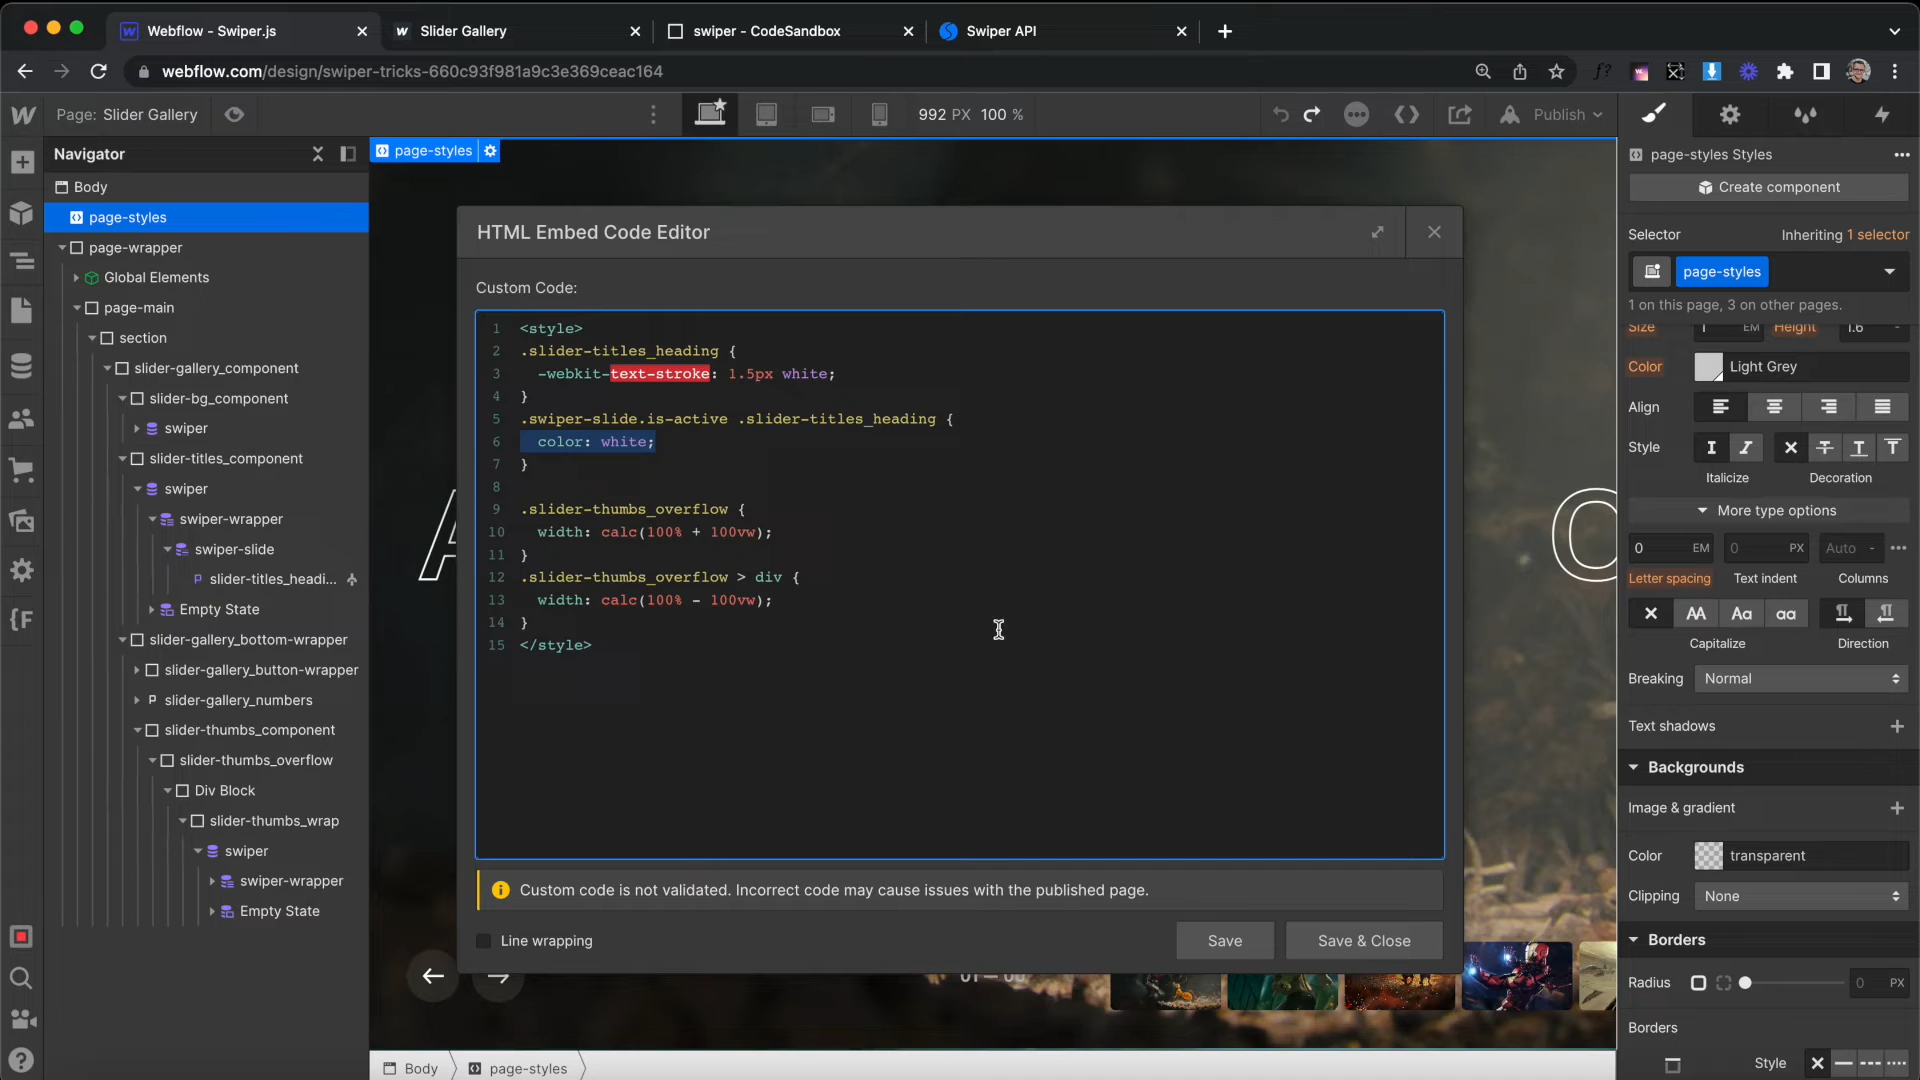 Webflow - Swiper.js
Slider Gallery
swiper - CodeSandbox
Swiper API
webflow.com/design/swiper-tricks-660c93f981a9c3e369ceac164
Page: Slider Gallery
992 PX 100 %
Publish
Navigator
Body
page-styles
page-wrapper
Global Elements
page-main
section
slider-gallery_component
slider-bg_component
swiper
slider-titles_component
swiper
swiper-wrapper
swiper-slide
slider-titles_headi...
Empty State
slider-gallery_bottom-wrapper
slider-gallery_button-wrapper
slider-gallery_numbers
slider-thumbs_component
slider-thumbs_overflow
Div Block
slider-thumbs_wrap
swiper
swiper-wrapper
Empty State
page-styles
HTML Embed Code Editor
Custom Code:
1 <style>
2 .slider-titles_heading {
3 -webkit-text-stroke: 1.5px white;
4 }
5 .swiper-slide.is-active .slider-titles_heading {
6 color: white;
7 }
8
9 .slider-thumbs_overflow {
10 width: calc(100% + 100vw);
11 }
12 .slider-thumbs_overflow > div {
13 width: calc(100% - 100vw);
14 }
15 </style>
Custom code is not validated. Incorrect code may cause issues with the published page.
Line wrapping
Save
Save & Close
A
O
Body
page-styles
page-styles Styles
Create component
Selector
Inheriting 1 selector
page-styles
1 on this page, 3 on other pages.
Size 1 EM Height 1.6 -
Color Light Grey
Align
Style
Italicize Decoration
More type options
0 EM 0 PX Auto -
Letter spacing Text indent Columns
AA Aa aa
Capitalize Direction
Breaking Normal
Text shadows
Backgrounds
Image & gradient
Color transparent
Clipping None
Borders
Radius 0 PX
Borders
Style